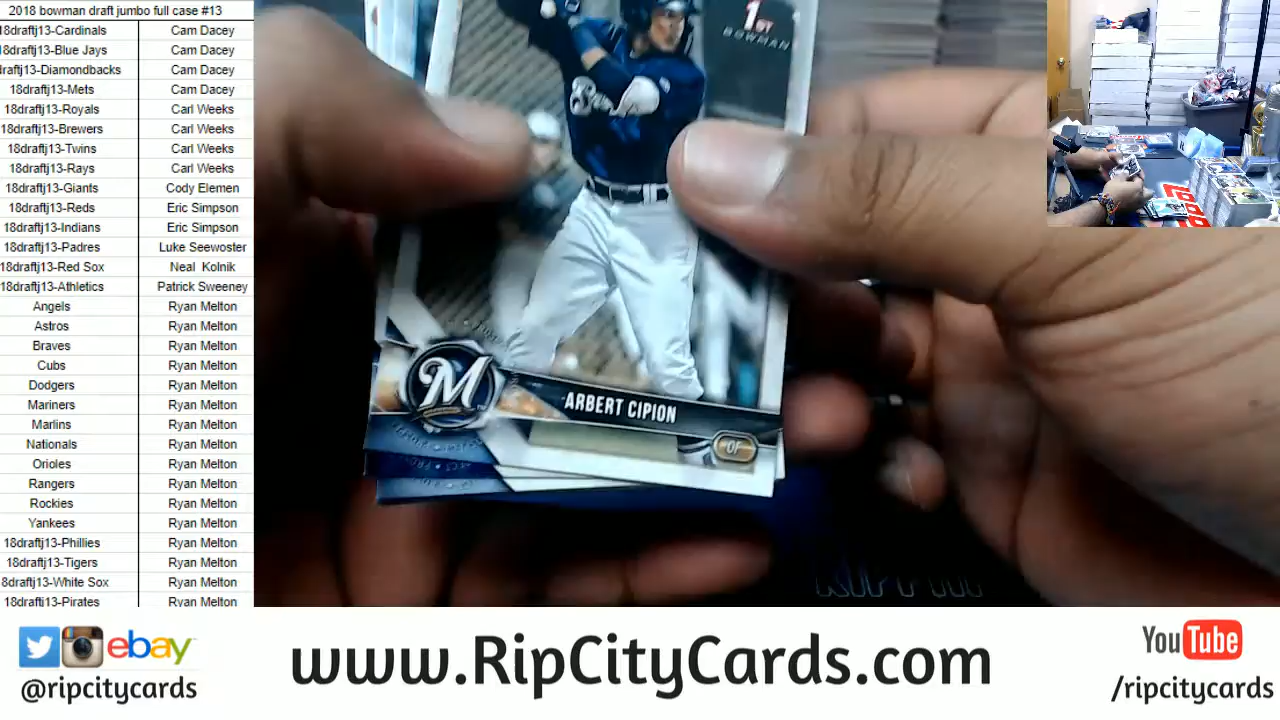 2018 bowman draft jumbo full case #13
18draftj13-Cardinals Cam Dacey
18draftj13-Blue Jays Cam Dacey
raftj13-Diamondbacks Cam Dacey
18draftj13-Mets Cam Dacey
18draftj13-Royals Carl Weeks
18draftj13-Brewers Carl Weeks
18draftj13-Twins Carl Weeks
18draftj13-Rays Carl Weeks
18draftj13-Giants Cody Elemen
18draftj13-Reds Eric Simpson
18draftj13-Indians Eric Simpson
18draftj13-Padres Luke Seewoster
18draftj13-Red Sox Neal Kolnik
18draftj13-Athletics Patrick Sweeney
Angels Ryan Melton
Astros Ryan Melton
Braves Ryan Melton
Cubs Ryan Melton
Dodgers Ryan Melton
Mariners Ryan Melton
Marlins Ryan Melton
Nationals Ryan Melton
Orioles Ryan Melton
Rangers Ryan Melton
Rockies Ryan Melton
Yankees Ryan Melton
18draftj13-Phillies Ryan Melton
18draftj13-Tigers Ryan Melton
8draftj13-White Sox Ryan Melton
18draftj13-Pirates Ryan Melton
1ST
BOWMAN
M
ARBERT CIPION
OF
ebay
@ripcitycards
www.RipCityCards.com
YouTube
/ripcitycards